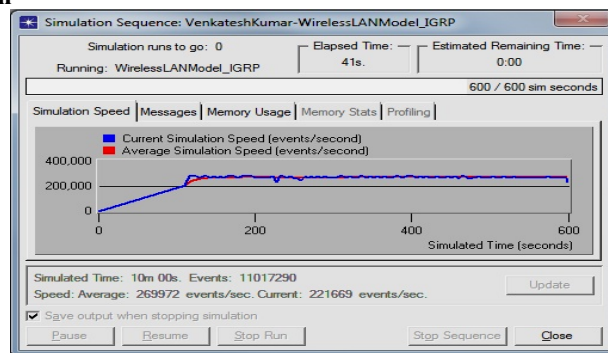 Simulation Sequence: VenkateshKumar-WirelessLANModel_IGRP
Simulation runs to go: 0
Running: WirelessLANModel_IGRP
Elapsed Time:
41s.
Estimated Remaining Time:
0:00
600 / 600 sim seconds
Simulation Speed Messages Memory Usage Memory Stats Profiling
Current Simulation Speed (events/second)
Average Simulation Speed (events/second)
400,000
200,000
0
0 200 400 600
Simulated Time (seconds)
Simulated Time: 10m 00s. Events: 11017290
Speed: Average: 269972 events/sec. Current: 221669 events/sec.
Update
Save output when stopping simulation
Pause Resume Stop Run Stop Sequence Close